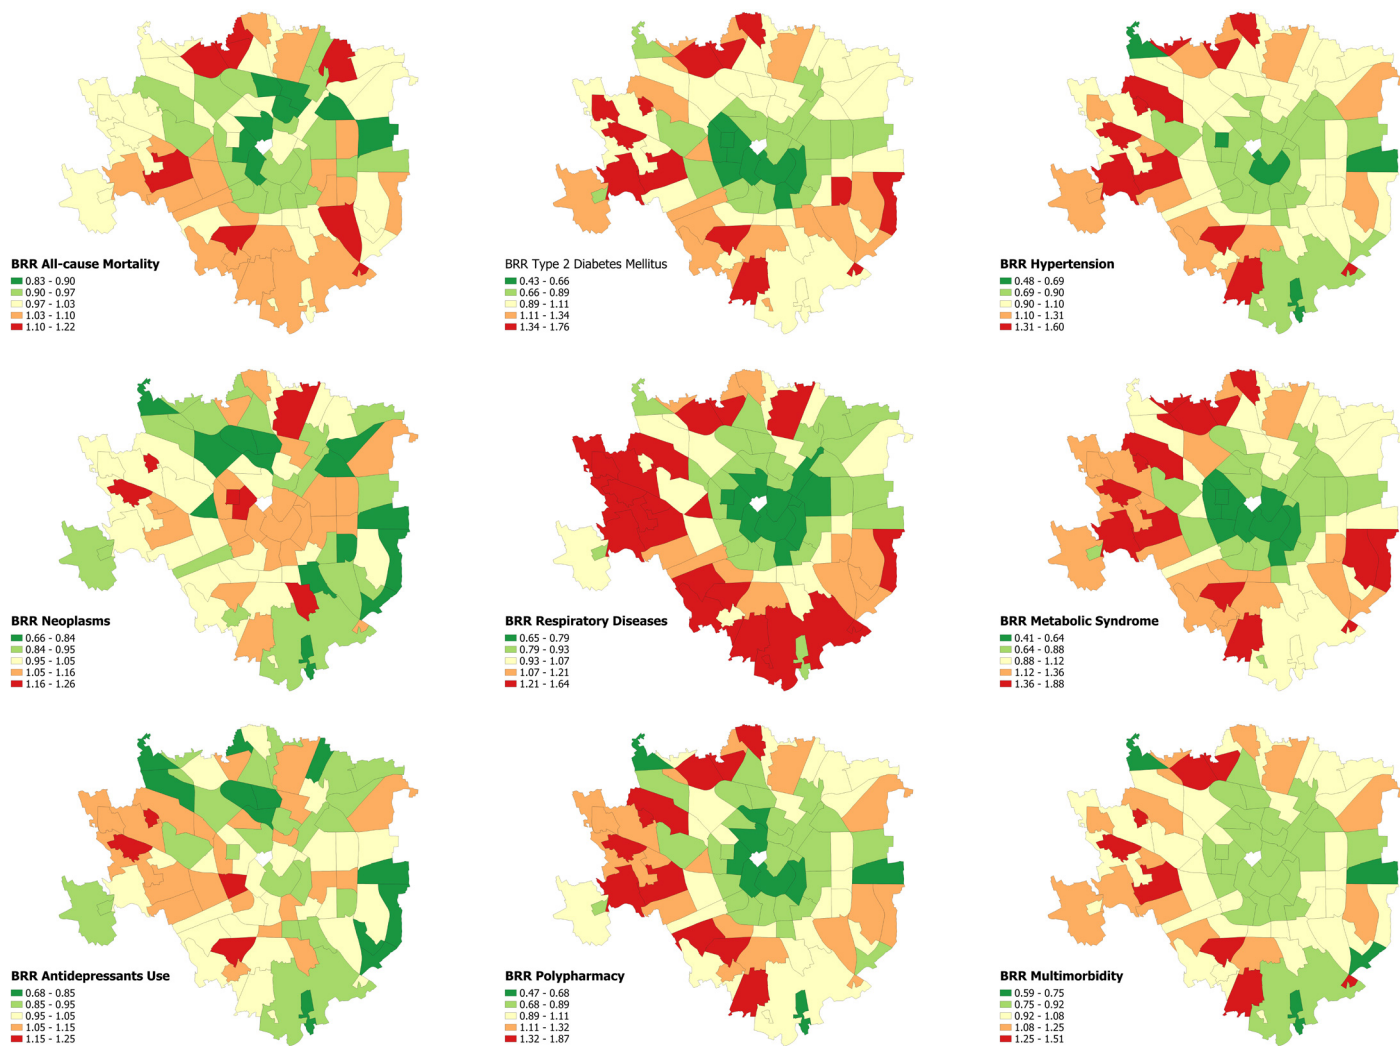 BRR All-cause Mortality
0.83 - 0.90
0.90 - 0.97
0.97 - 1.03
1.03 - 1.10
1.10 - 1.22
BRR Type 2 Diabetes Mellitus
0.43 - 0.66
0.66 - 0.89
0.89 - 1.11
1.11 - 1.34
1.34 - 1.76
BRR Hypertension
0.48 - 0.69
0.69 - 0.90
0.90 - 1.10
1.10 - 1.31
1.31 - 1.60
BRR Neoplasms
0.66 - 0.84
0.84 - 0.95
0.95 - 1.05
1.05 - 1.16
1.16 - 1.26
BRR Respiratory Diseases
0.65 - 0.79
0.79 - 0.93
0.93 - 1.07
1.07 - 1.21
1.21 - 1.64
BRR Metabolic Syndrome
0.41 - 0.64
0.64 - 0.88
0.88 - 1.12
1.12 - 1.36
1.36 - 1.88
BRR Antidepressants Use
0.68 - 0.85
0.85 - 0.95
0.95 - 1.05
1.05 - 1.15
1.15 - 1.25
BRR Polypharmacy
0.47 - 0.68
0.68 - 0.89
0.89 - 1.11
1.11 - 1.32
1.32 - 1.87
BRR Multimorbidity
0.59 - 0.75
0.75 - 0.92
0.92 - 1.08
1.08 - 1.25
1.25 - 1.51